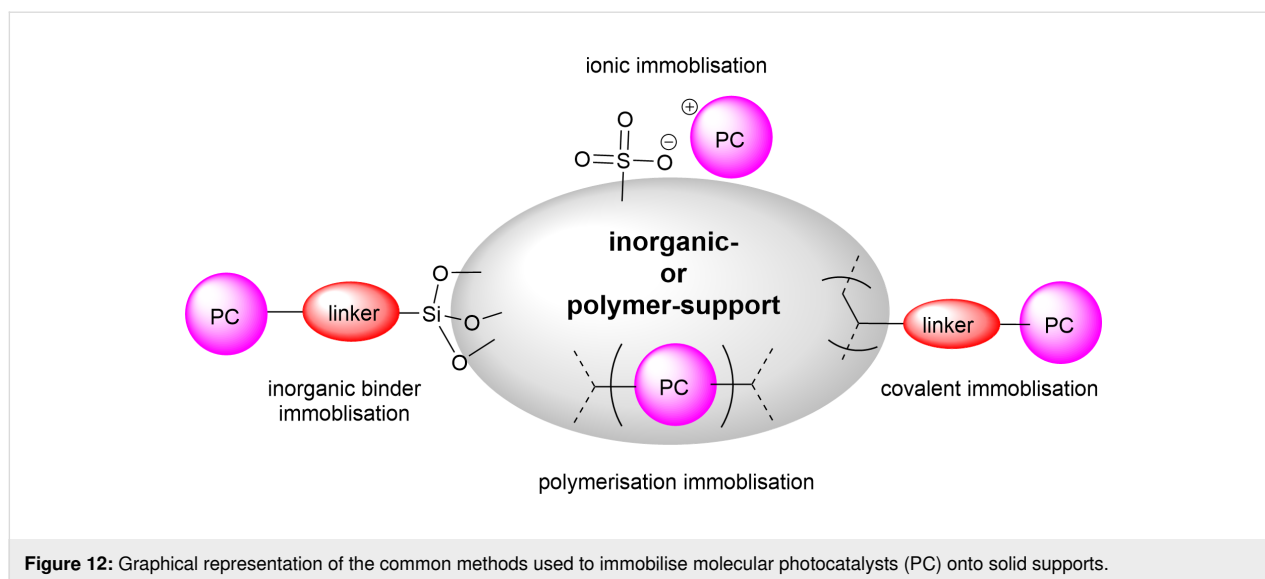 ionic immoblisation
⊕
PC
O
⊖
O=S–O
inorganic-
or
polymer-support
O
PC
linker
Si
O
O
linker
PC
PC
inorganic binder
immoblisation
covalent immoblisation
polymerisation immoblisation
Figure 12: Graphical representation of the common methods used to immobilise molecular photocatalysts (PC) onto solid supports.